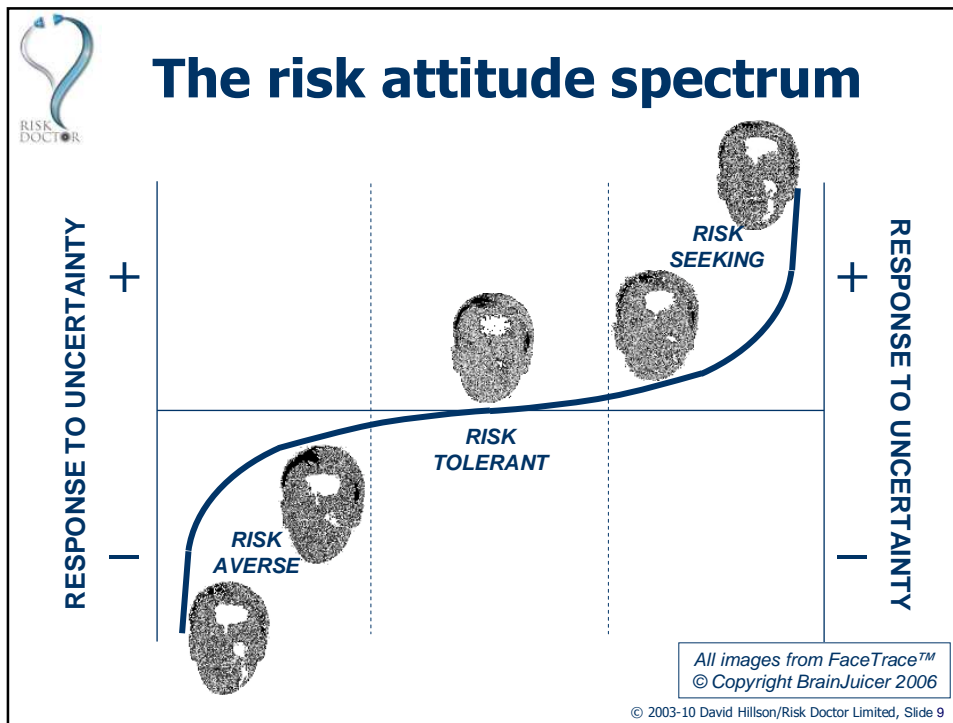 RISK
DOCTOR
The risk attitude spectrum
RESPONSE TO UNCERTAINTY
+
–
RISK
SEEKING
RISK
TOLERANT
RISK
AVERSE
+
–
RESPONSE TO UNCERTAINTY
All images from FaceTrace™
© Copyright BrainJuicer 2006
© 2003-10 David Hillson/Risk Doctor Limited, Slide 9